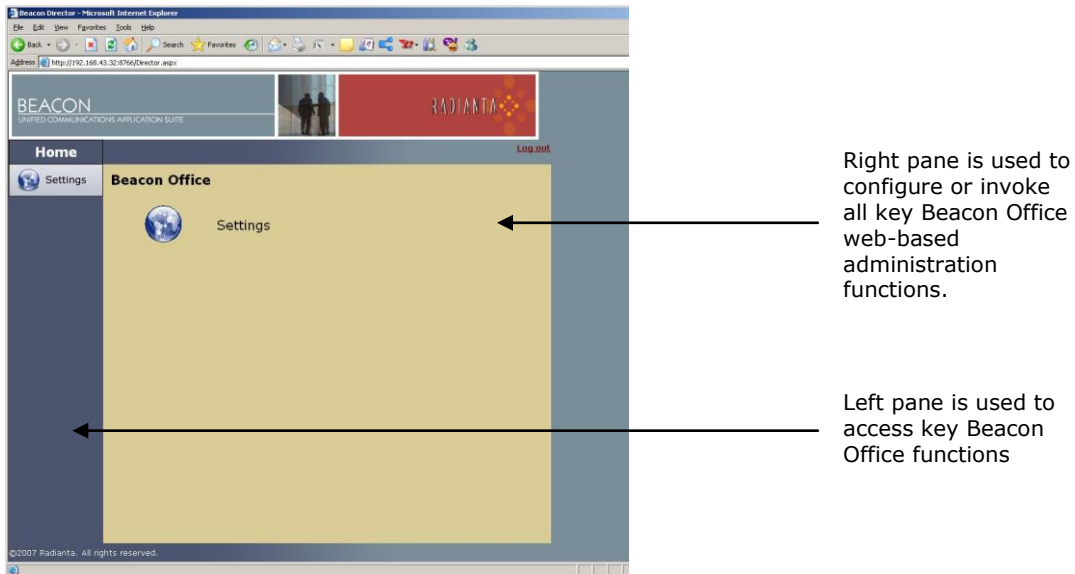 Beacon Director - Microsoft Internet Explorer
File Edit View Favorites Tools Help
Back Search Favorites
Address http://192.168.43.32:8766/Director.aspx
BEACON
UNIFIED COMMUNICATIONS APPLICATION SUITE
RADIANTA
Home
Log out
Settings
Beacon Office
Settings
©2007 Radianta. All rights reserved.
Right pane is used to
configure or invoke
all key Beacon Office
web-based
administration
functions.
Left pane is used to
access key Beacon
Office functions